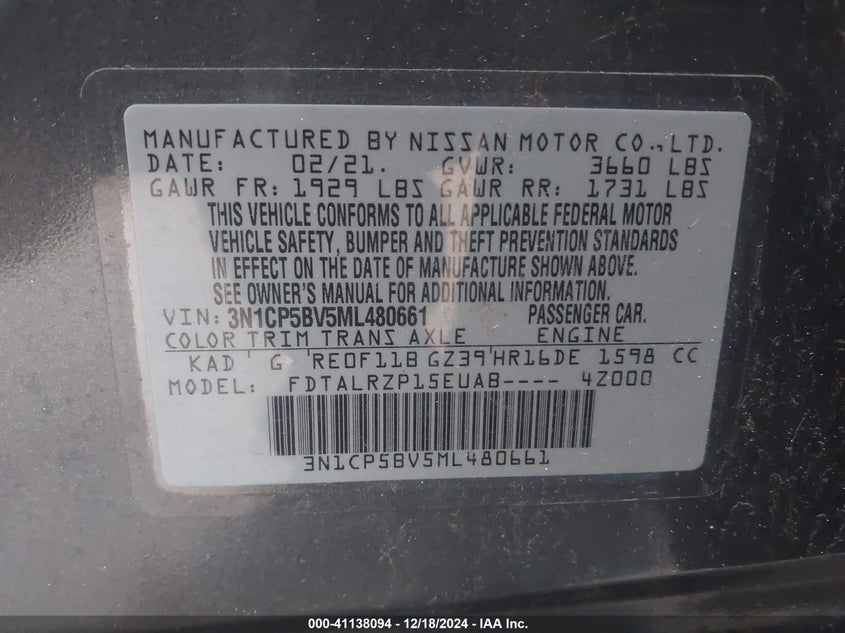 MANUFACTURED BY NISSAN MOTOR CO.,LTD.
DATE: 02/21. GVWR: 3660 LBS
GAWR FR: 1929 LBS GAWR RR: 1731 LBS
THIS VEHICLE CONFORMS TO ALL APPLICABLE FEDERAL MOTOR
VEHICLE SAFETY, BUMPER AND THEFT PREVENTION STANDARDS
IN EFFECT ON THE DATE OF MANUFACTURE SHOWN ABOVE.
SEE OWNER'S MANUAL FOR ADDITIONAL INFORMATION.
VIN: 3N1CP5BV5ML480661 PASSENGER CAR.
COLOR TRIM TRANS AXLE ENGINE
KAD G RE0F11B GZ39 HR16DE 1598 CC
MODEL: FDTALRZP15EUAB---- 4Z000
3N1CP5BV5ML480661
000-41138094 - 12/18/2024 - IAA Inc.